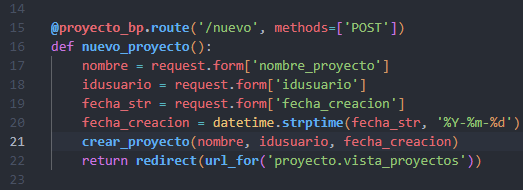 14
15 @proyecto_bp.route('/nuevo', methods=['POST'])
16 def nuevo_proyecto():
17     nombre = request.form['nombre_proyecto']
18     idusuario = request.form['idusuario']
19     fecha_str = request.form['fecha_creacion']
20     fecha_creacion = datetime.strptime(fecha_str, '%Y-%m-%d')
21     crear_proyecto(nombre, idusuario, fecha_creacion)
22     return redirect(url_for('proyecto.vista_proyectos'))
23